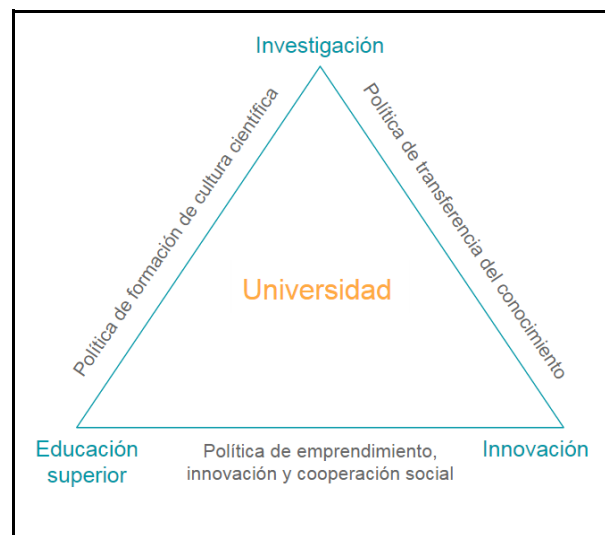 Investigación
Política de formación de cultura científica
Política de transferencia del conocimiento
Universidad
Educación
superior
Política de emprendimiento,
innovación y cooperación social
Innovación